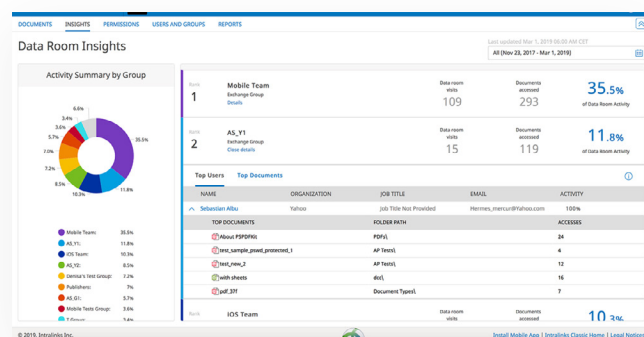 DOCUMENTS INSIGHTS PERMISSIONS USERS AND GROUPS REPORTS
Data Room Insights
Last updated Mar 1, 2019 06:00 AM CET
All (Nov 23, 2017 - Mar 1, 2019)
Activity Summary by Group
6.6%
3.4%
3.6%
5.7%
7.0%
7.2%
8.5%
10.3%
11.8%
35.5%
Mobile Team: 35.5%
AS_Y1: 11.8%
IOS Team: 10.3%
AS_Y2: 8.5%
Demisa's Test Group: 7.2%
Publishers: 7%
AS_G1: 5.7%
Mobile Tests Group: 3.6%
3.4%
Rank
1
Mobile Team
Exchange Group
Details
Data room visits
109
Documents accessed
293
35.5%
of Data Room Activity
Rank
2
AS_Y1
Exchange Group
Close details
Data room visits
15
Documents accessed
119
11.8%
of Data Room Activity
Top Users Top Documents
NAME ORGANIZATION JOB TITLE EMAIL ACTIVITY
Sebastian Albu Yahoo Job Title Not Provided Hermes_mercur@Yahoo.com 100%
TOP DOCUMENTS FOLDER PATH ACCESSES
About PSPDFKit PDFs\ 24
test_sample_pswd_protected_1 AP Tests\ 4
test_new_2 AP Tests\ 12
with sheets dcc\ 16
pdf_37f Document Types\ 7
Rank
IOS Team
Data room visits
Documents accessed
10.3%
© 2019, Intralinks Inc.
Install Mobile App | Intralinks Classic Home | Legal Notices